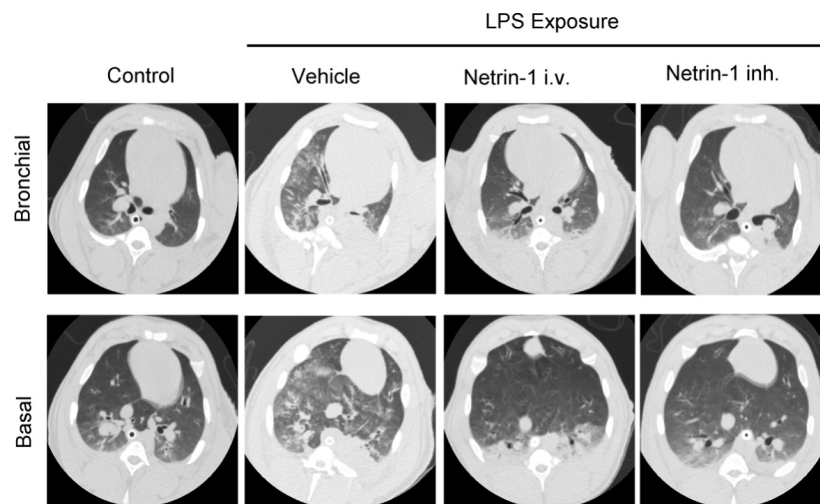 LPS Exposure
Control Vehicle Netrin-1 i.v. Netrin-1 inh.
Bronchial
Basal